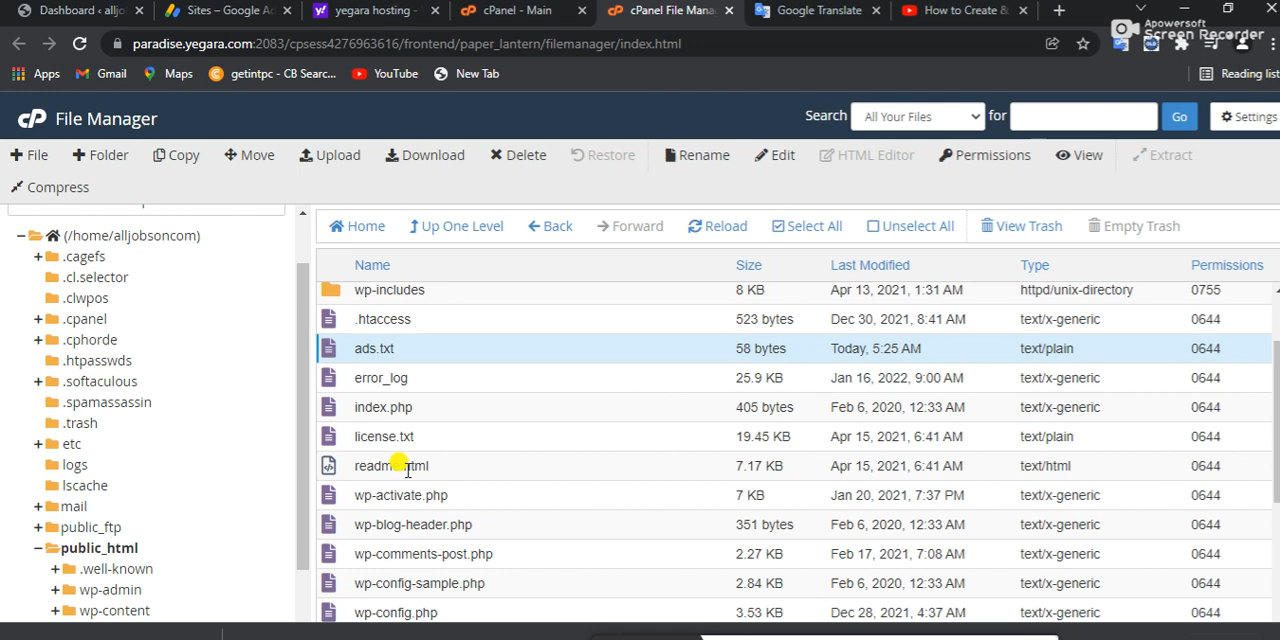 Dashboard ‹ alljo
Sites – Google Ad
yegara hosting -
cPanel - Main
cPanel File Mana
Google Translate
How to Create &
Apowersoft
Screen Recorder
paradise.yegara.com:2083/cpsess4276963616/frontend/paper_lantern/filemanager/index.html
Apps
Gmail
Maps
getintpc - CB Searc...
YouTube
New Tab
Reading list
cP File Manager
Search All Your Files for Go Settings
File
Folder
Copy
Move
Upload
Download
Delete
Restore
Rename
Edit
HTML Editor
Permissions
View
Extract
Compress
Home
Up One Level
Back
Forward
Reload
Select All
Unselect All
View Trash
Empty Trash
(/home/alljobsoncom)
.cagefs
.cl.selector
.clwpos
.cpanel
.cphorde
.htpasswds
.softaculous
.spamassassin
.trash
etc
logs
lscache
mail
public_ftp
public_html
.well-known
wp-admin
wp-content
Name Size Last Modified Type Permissions
wp-includes 8 KB Apr 13, 2021, 1:31 AM httpd/unix-directory 0755
.htaccess 523 bytes Dec 30, 2021, 8:41 AM text/x-generic 0644
ads.txt 58 bytes Today, 5:25 AM text/plain 0644
error_log 25.9 KB Jan 16, 2022, 9:00 AM text/x-generic 0644
index.php 405 bytes Feb 6, 2020, 12:33 AM text/x-generic 0644
license.txt 19.45 KB Apr 15, 2021, 6:41 AM text/plain 0644
readme.html 7.17 KB Apr 15, 2021, 6:41 AM text/html 0644
wp-activate.php 7 KB Jan 20, 2021, 7:37 PM text/x-generic 0644
wp-blog-header.php 351 bytes Feb 6, 2020, 12:33 AM text/x-generic 0644
wp-comments-post.php 2.27 KB Feb 17, 2021, 7:08 AM text/x-generic 0644
wp-config-sample.php 2.84 KB Feb 6, 2020, 12:33 AM text/x-generic 0644
wp-config.php 3.53 KB Dec 28, 2021, 4:37 AM text/x-generic 0644